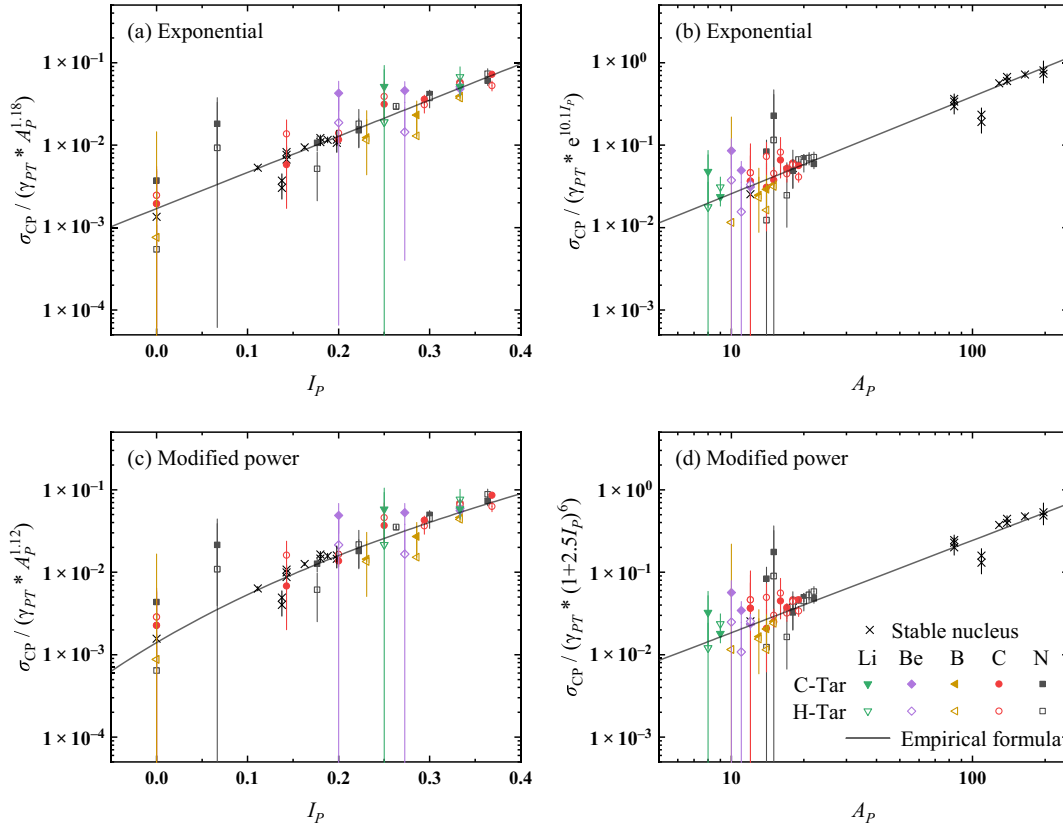 (a) Exponential
1 × 10⁻¹
1 × 10⁻²
1 × 10⁻³
1 × 10⁻⁴
σ_CP / (γ_PT * A_P^1.18)
0.0 0.1 0.2 0.3 0.4
I_P
(b) Exponential
1 × 10⁰
1 × 10⁻¹
1 × 10⁻²
1 × 10⁻³
σ_CP / (γ_PT * e^10.1I_P)
10 100
A_P
(c) Modified power
1 × 10⁻¹
1 × 10⁻²
1 × 10⁻³
1 × 10⁻⁴
σ_CP / (γ_PT * A_P^1.12)
0.0 0.1 0.2 0.3 0.4
I_P
(d) Modified power
1 × 10⁰
1 × 10⁻¹
1 × 10⁻²
1 × 10⁻³
σ_CP / (γ_PT * (1+2.5I_P)⁶)
10 100
A_P
× Stable nucleus
Li Be B C N
C-Tar
H-Tar
Empirical formula